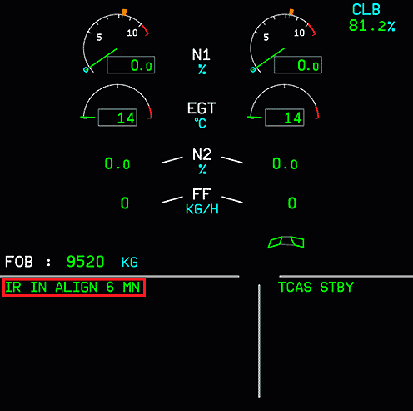 CLB
81.2%
5 10 N1 5 10
0.0 % 0.0
EGT
14 °C 14
N2
0.0 % 0.0
FF
0 KG/H 0
FOB : 9520 KG
IR IN ALIGN 6 MN
TCAS STBY